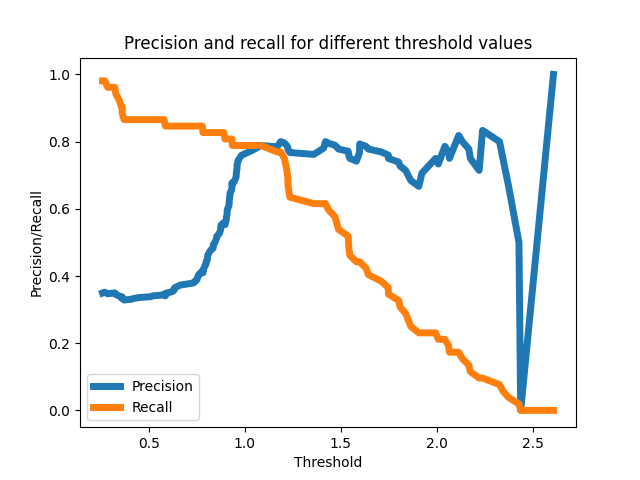 Precision and recall for different threshold values
1.0
0.8
0.6
0.4
0.2
0.0
Precision/Recall
Precision
Recall
0.5
1.0
1.5
2.0
2.5
Threshold